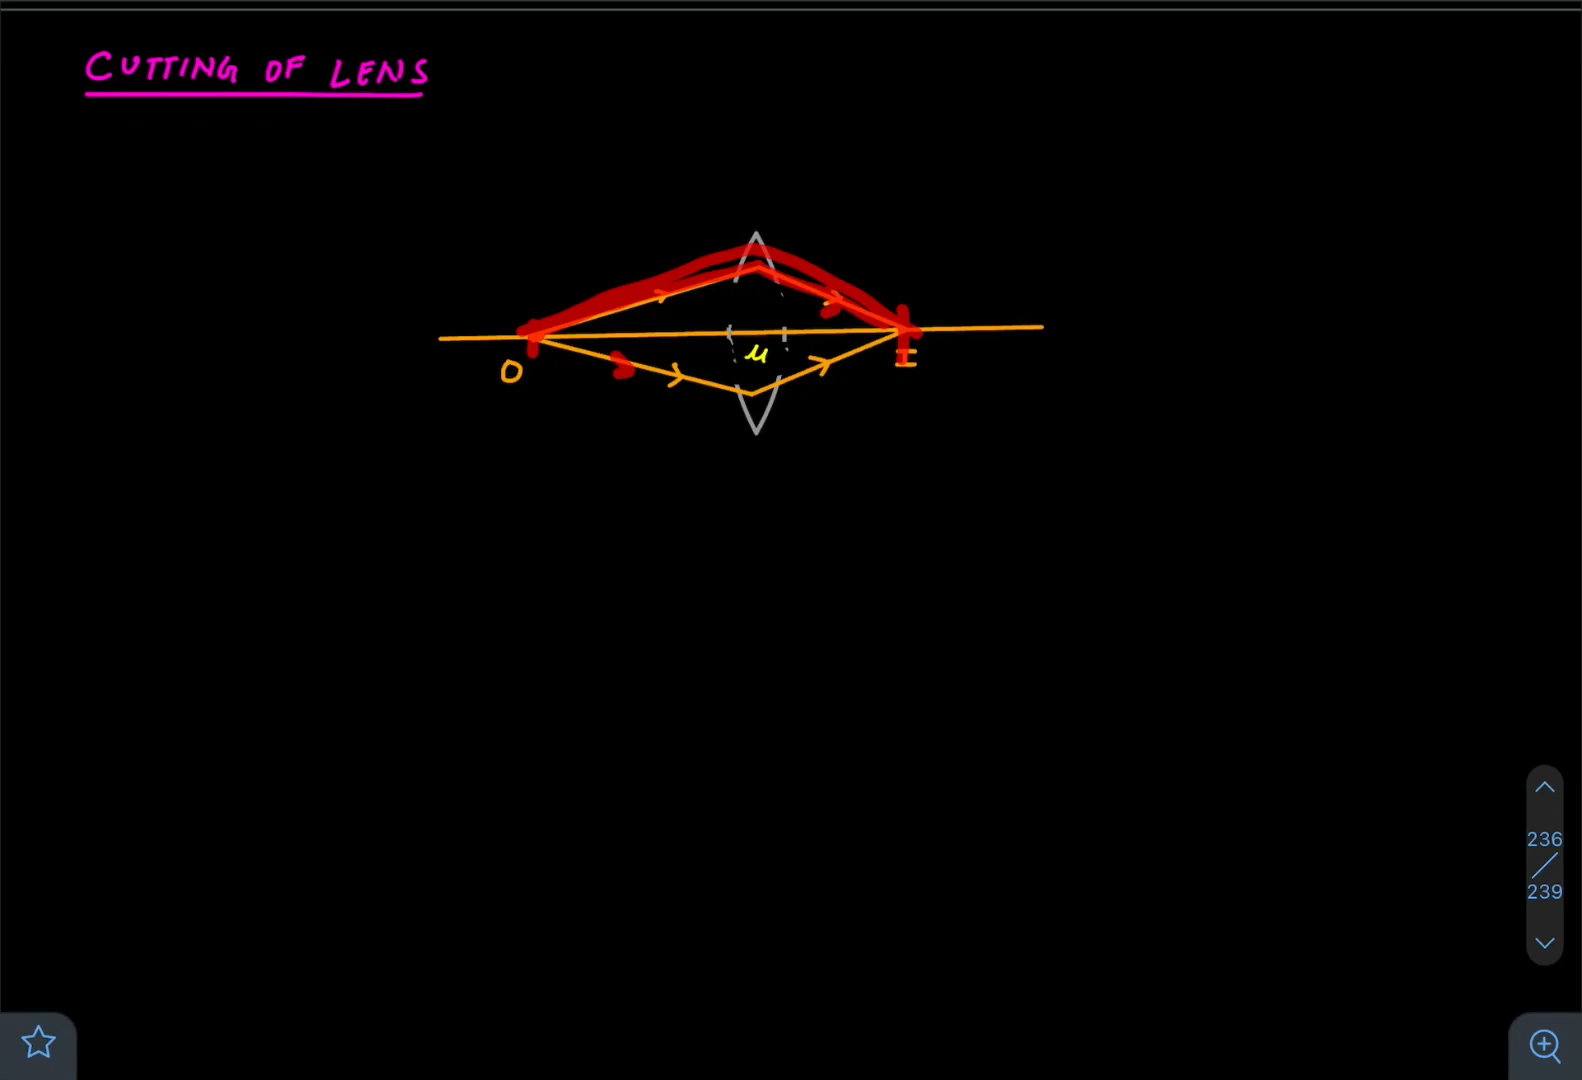 CUTTING OF LENS
μ
O
I
236
239